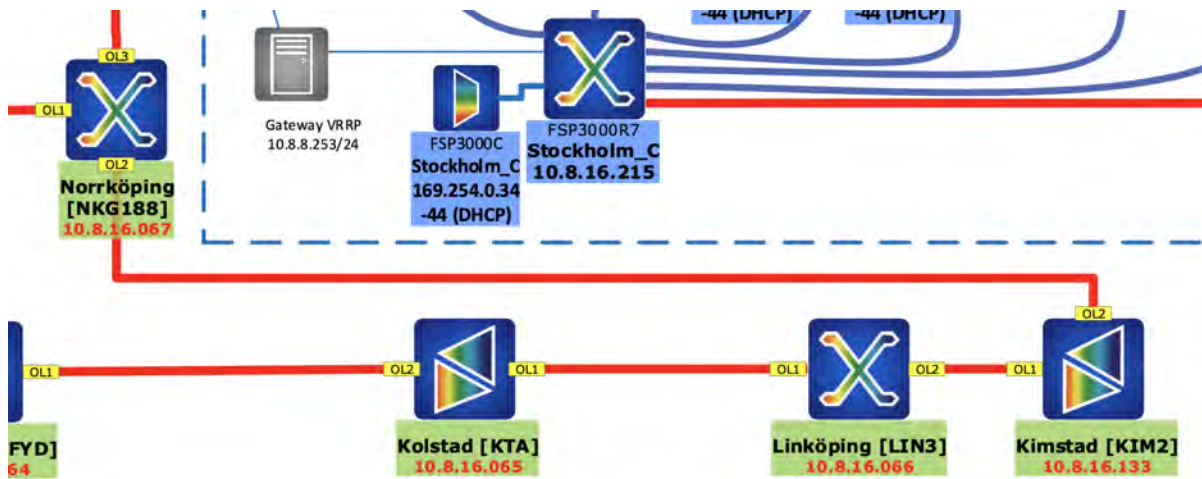 -44 (DHCP)
-44 (DHCP)
OL3
OL1
OL2
Norrköping
[NKG188]
10.8.16.067
Gateway VRRP
10.8.8.253/24
FSP3000C
Stockholm_C
169.254.0.34
-44 (DHCP)
FSP3000R7
Stockholm_C
10.8.16.215
OL1
FYD]
64
OL2
OL1
Kolstad [KTA]
10.8.16.065
OL1
OL2
Linköping [LIN3]
10.8.16.066
OL2
OL1
Kimstad [KIM2]
10.8.16.133